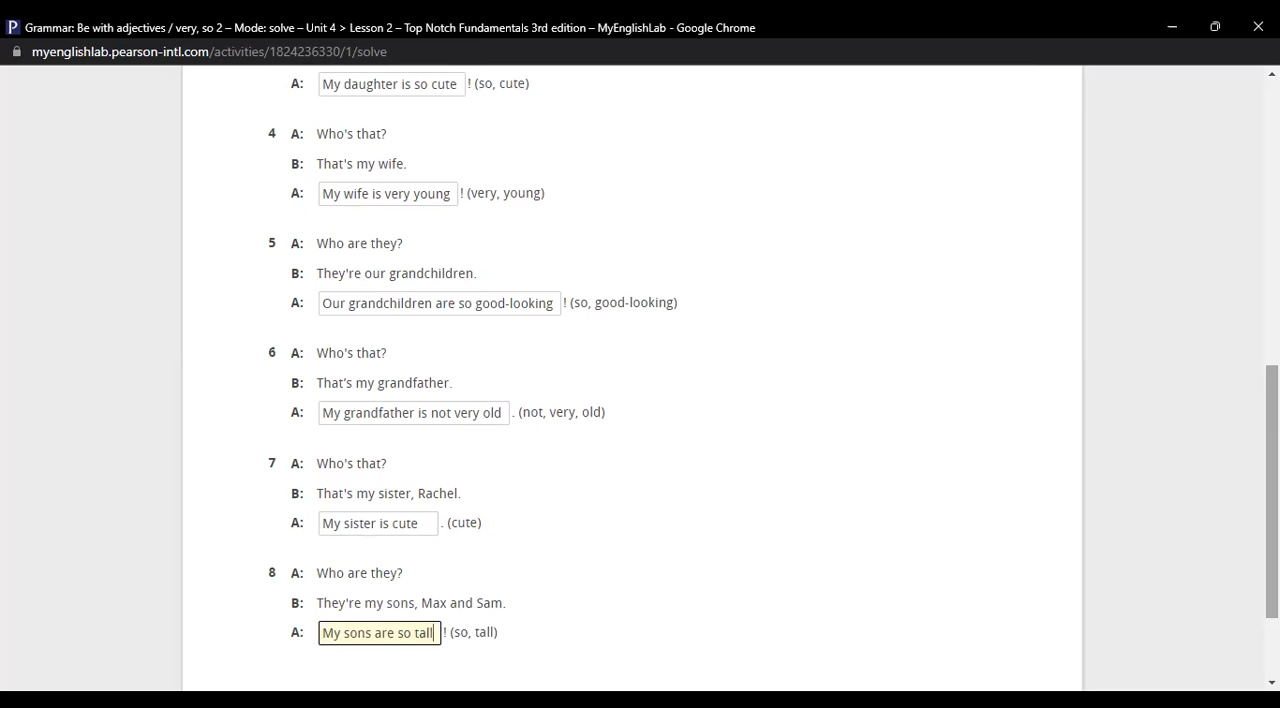 Grammar: Be with adjectives / very, so 2 – Mode: solve – Unit 4 > Lesson 2 – Top Notch Fundamentals 3rd edition – MyEnglishLab - Google Chrome
myenglishlab.pearson-intl.com/activities/1824236330/1/solve
A: My daughter is so cute ! (so, cute)
4 A: Who's that?
B: That's my wife.
A: My wife is very young ! (very, young)
5 A: Who are they?
B: They're our grandchildren.
A: Our grandchildren are so good-looking ! (so, good-looking)
6 A: Who's that?
B: That’s my grandfather.
A: My grandfather is not very old . (not, very, old)
7 A: Who's that?
B: That's my sister, Rachel.
A: My sister is cute . (cute)
8 A: Who are they?
B: They're my sons, Max and Sam.
A: My sons are so tall ! (so, tall)